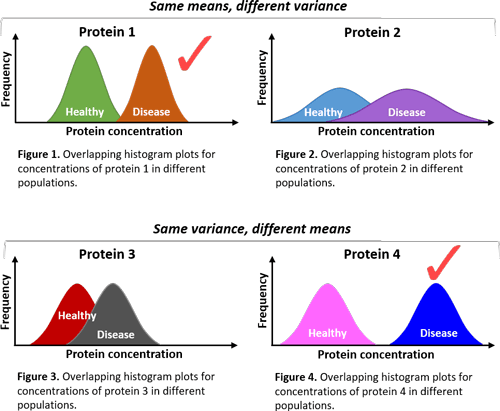 Same means, different variance
Protein 1
Frequency
Healthy
Disease
Protein concentration
Figure 1. Overlapping histogram plots for
concentrations of protein 1 in different
populations.
Protein 2
Frequency
Healthy
Disease
Protein concentration
Figure 2. Overlapping histogram plots for
concentrations of protein 2 in different
populations.
Same variance, different means
Protein 3
Frequency
Healthy
Disease
Protein concentration
Figure 3. Overlapping histogram plots for
concentrations of protein 3 in different
populations.
Protein 4
Frequency
Healthy
Disease
Protein concentration
Figure 4. Overlapping histogram plots for
concentrations of protein 4 in different
populations.